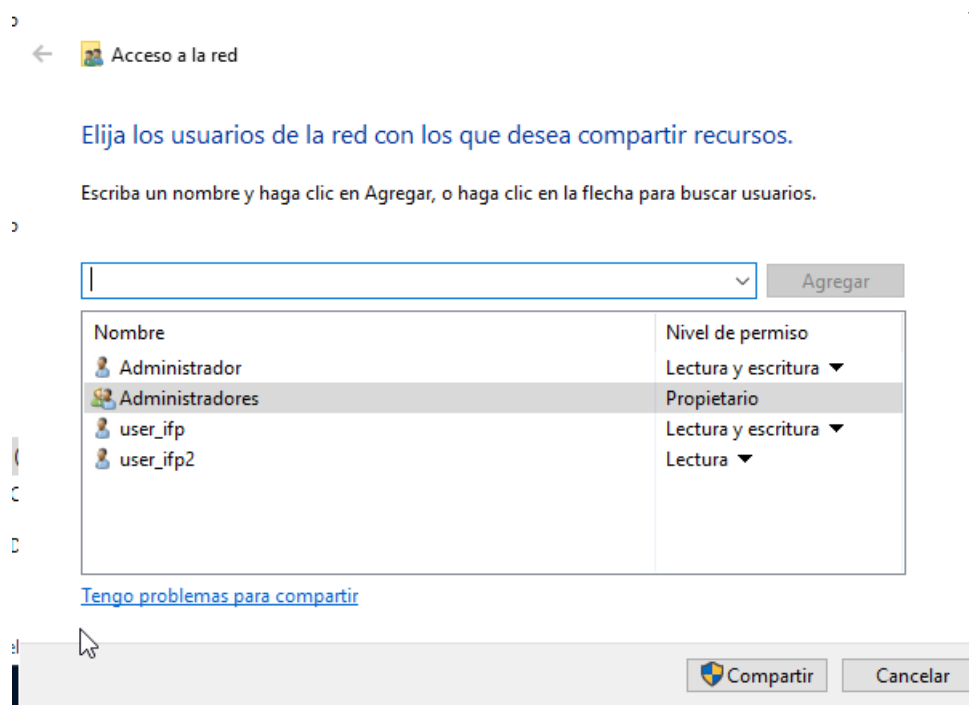 Acceso a la red
Elija los usuarios de la red con los que desea compartir recursos.
Escriba un nombre y haga clic en Agregar, o haga clic en la flecha para buscar usuarios.
Agregar
Nombre Nivel de permiso
Administrador Lectura y escritura
Administradores Propietario
user_ifp Lectura y escritura
user_ifp2 Lectura
Tengo problemas para compartir
Compartir Cancelar